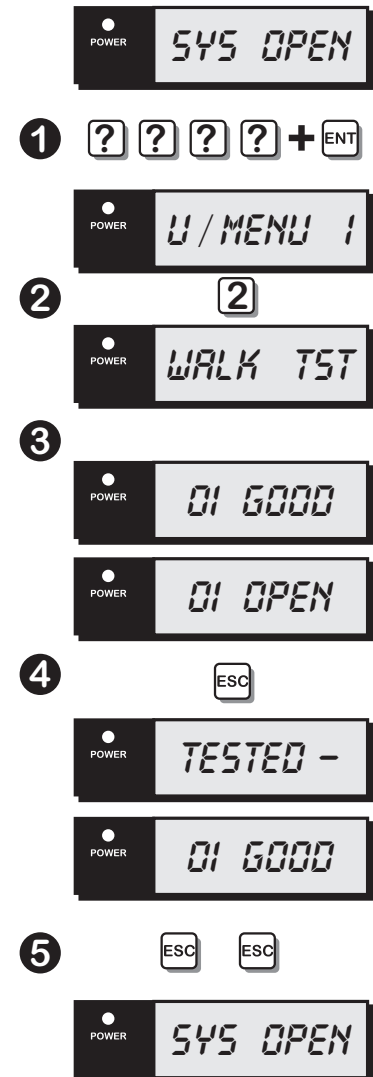 POWER SYS OPEN
1 ? ? ? ? + ENT
POWER U/MENU 1
2 2
POWER WALK TST
3
POWER 01 GOOD
POWER 01 OPEN
4 ESC
POWER TESTED -
POWER 01 GOOD
5 ESC ESC
POWER SYS OPEN